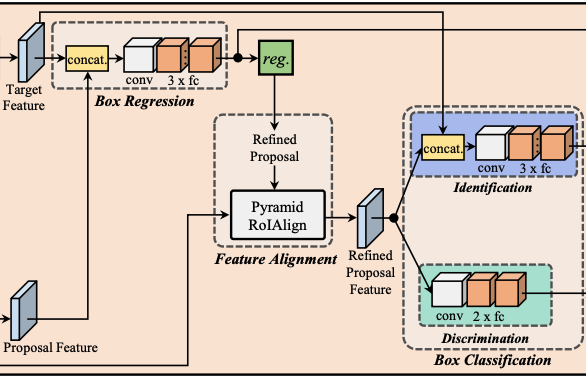 Target
Feature
concat.
conv
3 x fc
Box Regression
reg.
Refined
Proposal
Pyramid
RoIAlign
Feature Alignment
Refined
Proposal
Feature
concat.
conv
3 x fc
Identification
conv
2 x fc
Discrimination
Box Classification
Proposal Feature